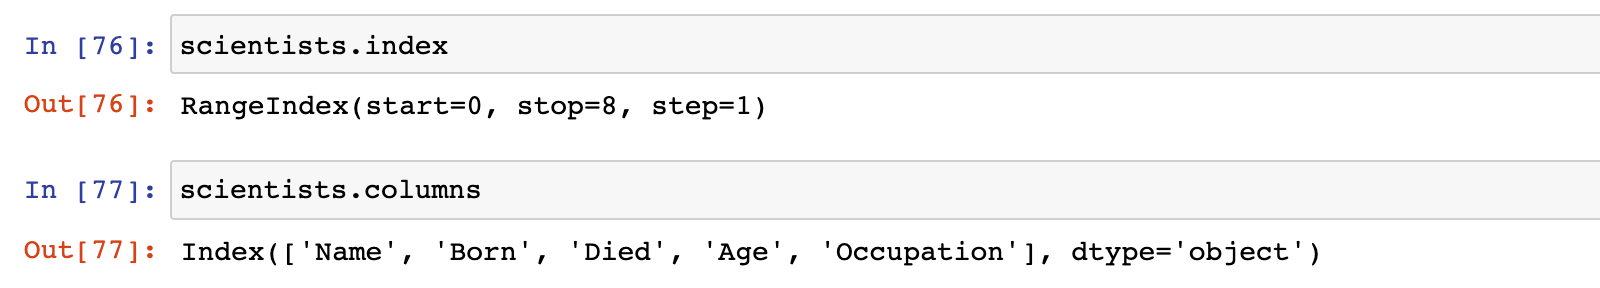 In [76]: scientists.index
Out[76]: RangeIndex(start=0, stop=8, step=1)
In [77]: scientists.columns
Out[77]: Index(['Name', 'Born', 'Died', 'Age', 'Occupation'], dtype='object')